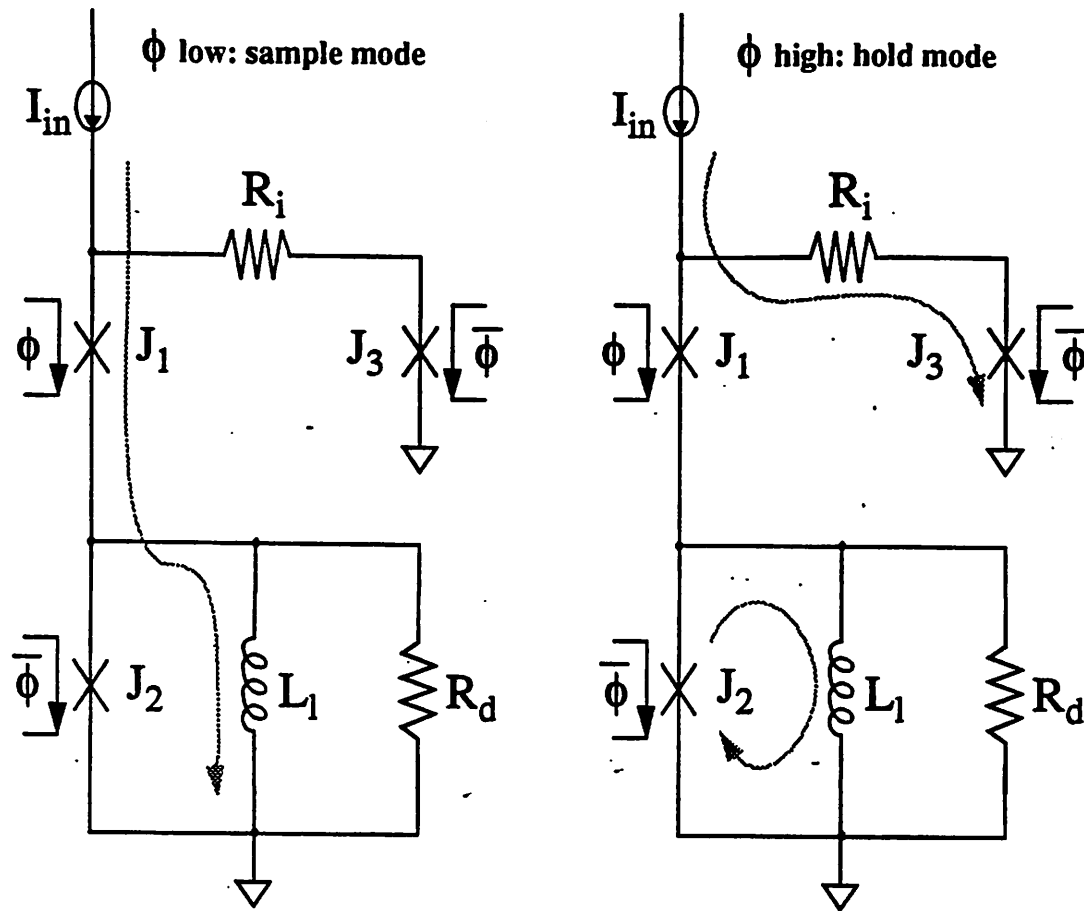 ϕ low: sample mode
I_in
R_i
ϕ
J_1
J_3
ϕ̅
ϕ̅
J_2
L_l
R_d
ϕ high: hold mode
I_in
R_i
ϕ
J_1
J_3
ϕ̅
ϕ̅
J_2
L_l
R_d